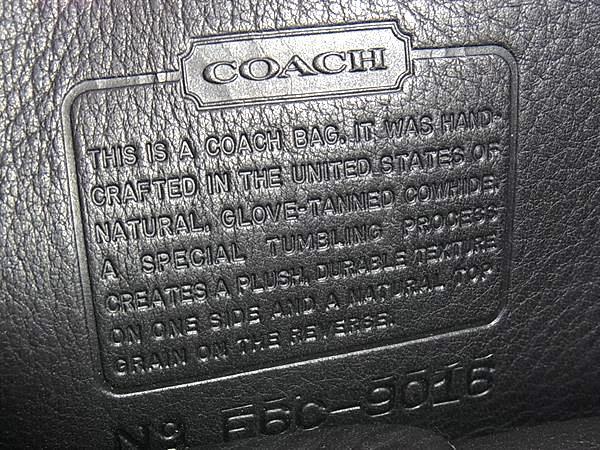 COACH
THIS IS A COACH BAG. IT WAS HAND-
CRAFTED IN THE UNITED STATES OF
NATURAL, GLOVE-TANNED COWHIDE.
A SPECIAL TUMBLING PROCESS
CREATES A PLUSH, DURABLE TEXTURE
ON ONE SIDE AND A NATURAL TOP
GRAIN ON THE REVERSE.
No F6C-9016